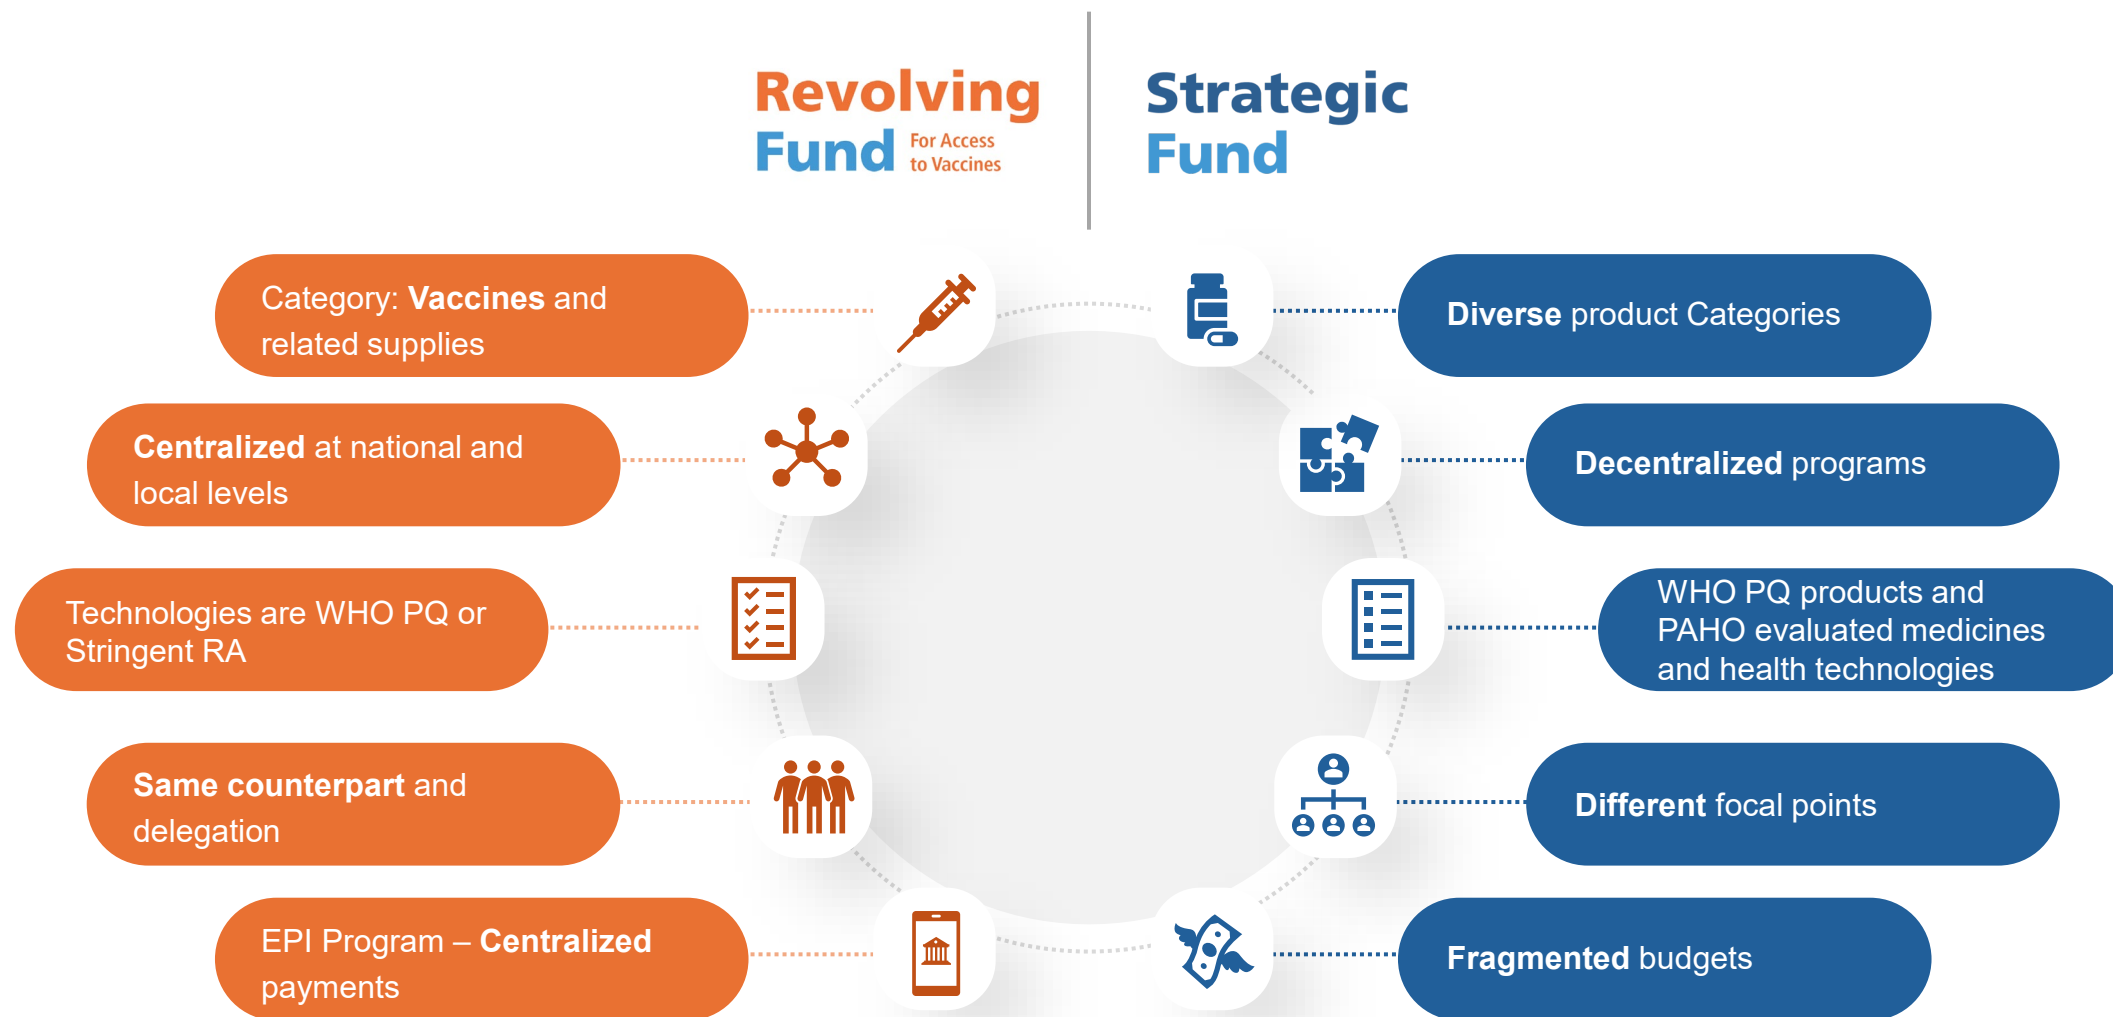 Revolving
Fund For Access
to Vaccines
Strategic
Fund
Category: Vaccines and
related supplies
Centralized at national and
local levels
Technologies are WHO PQ or
Stringent RA
Same counterpart and
delegation
EPI Program – Centralized
payments
Diverse product Categories
Decentralized programs
WHO PQ products and
PAHO evaluated medicines
and health technologies
Different focal points
Fragmented budgets